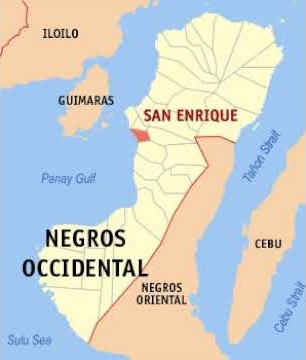 ILOILO
GUIMARAS
SAN ENRIQUE
Panay Gulf
Tañon Strait
NEGROS
OCCIDENTAL
CEBU
NEGROS
ORIENTAL
Cebu Strait
Sulu Sea